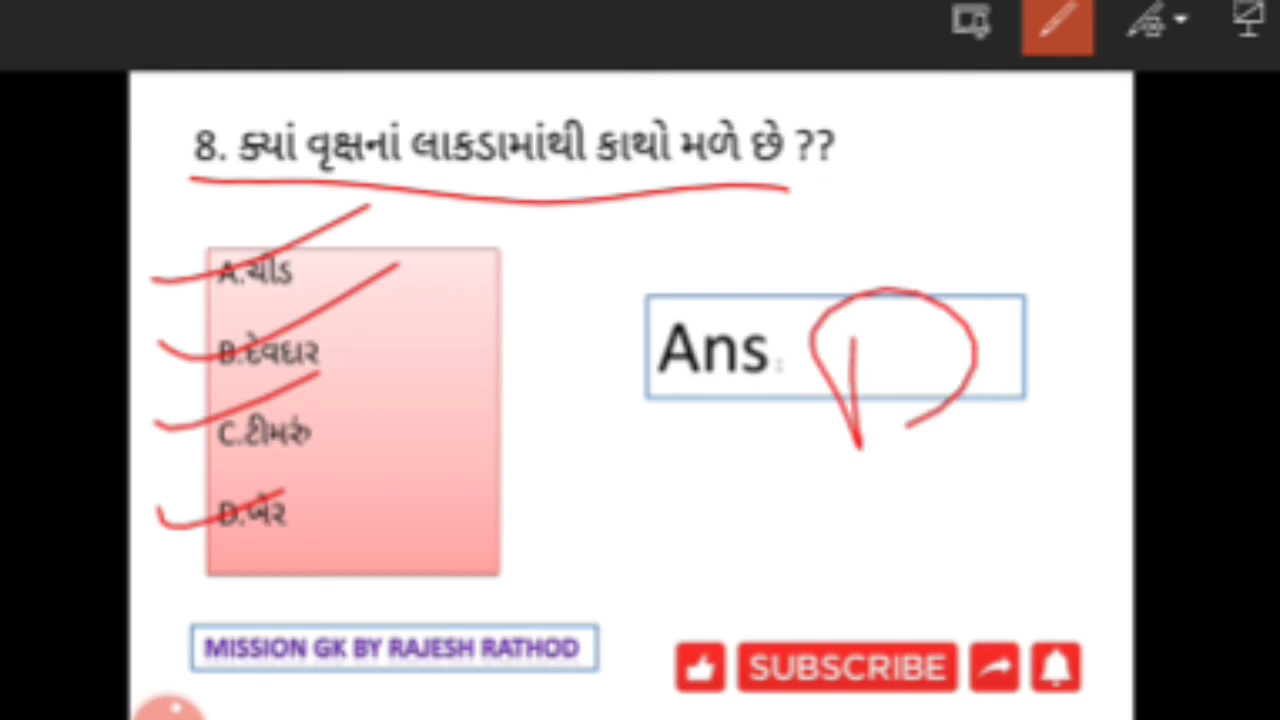 8. ક્યાં વૃક્ષનાં લાકડામાંથી કાથો મળે છે ??
A.ચીડ
B.દેવદાર
C.ટીમરું
D.ખેર
Ans : D
MISSION GK BY RAJESH RATHOD
SUBSCRIBE